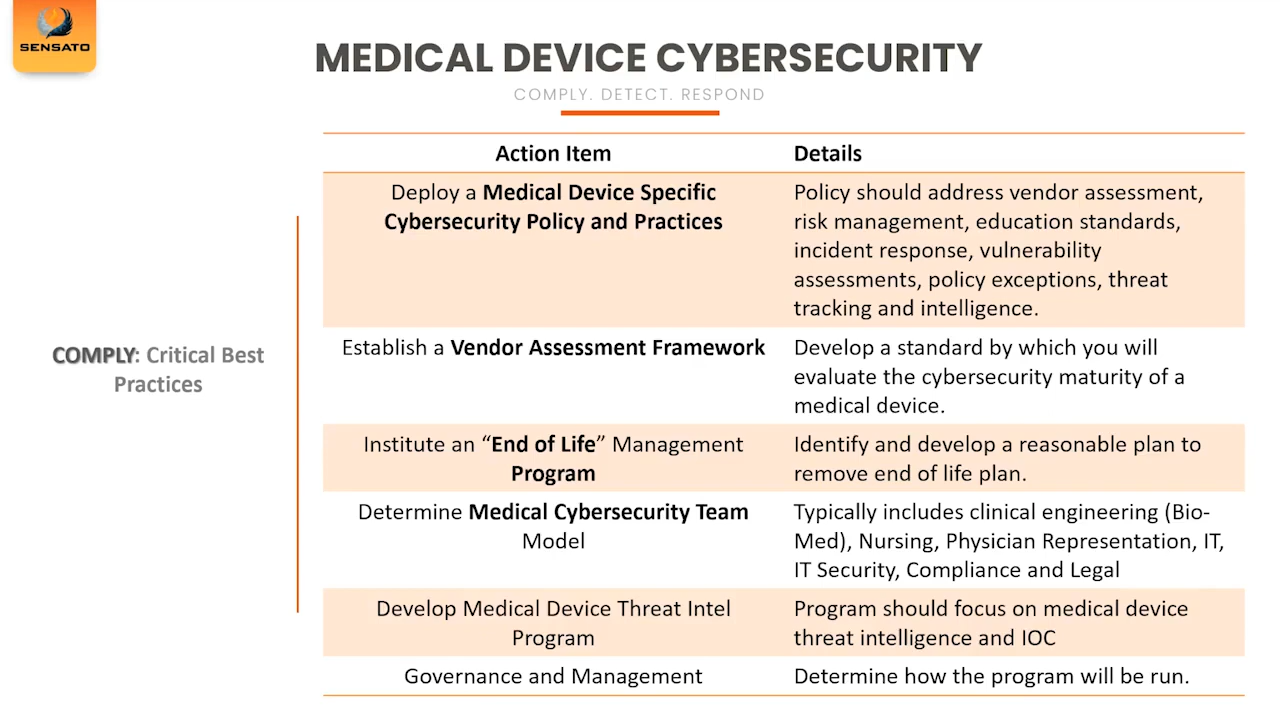 SENSATO
MEDICAL DEVICE CYBERSECURITY
COMPLY. DETECT. RESPOND
COMPLY: Critical Best
Practices
Action Item
Details
Deploy a Medical Device Specific
Cybersecurity Policy and Practices
Policy should address vendor assessment,
risk management, education standards,
incident response, vulnerability
assessments, policy exceptions, threat
tracking and intelligence.
Establish a Vendor Assessment Framework
Develop a standard by which you will
evaluate the cybersecurity maturity of a
medical device.
Institute an “End of Life” Management
Program
Identify and develop a reasonable plan to
remove end of life plan.
Determine Medical Cybersecurity Team
Model
Typically includes clinical engineering (Bio-
Med), Nursing, Physician Representation, IT,
IT Security, Compliance and Legal
Develop Medical Device Threat Intel
Program
Program should focus on medical device
threat intelligence and IOC
Governance and Management
Determine how the program will be run.